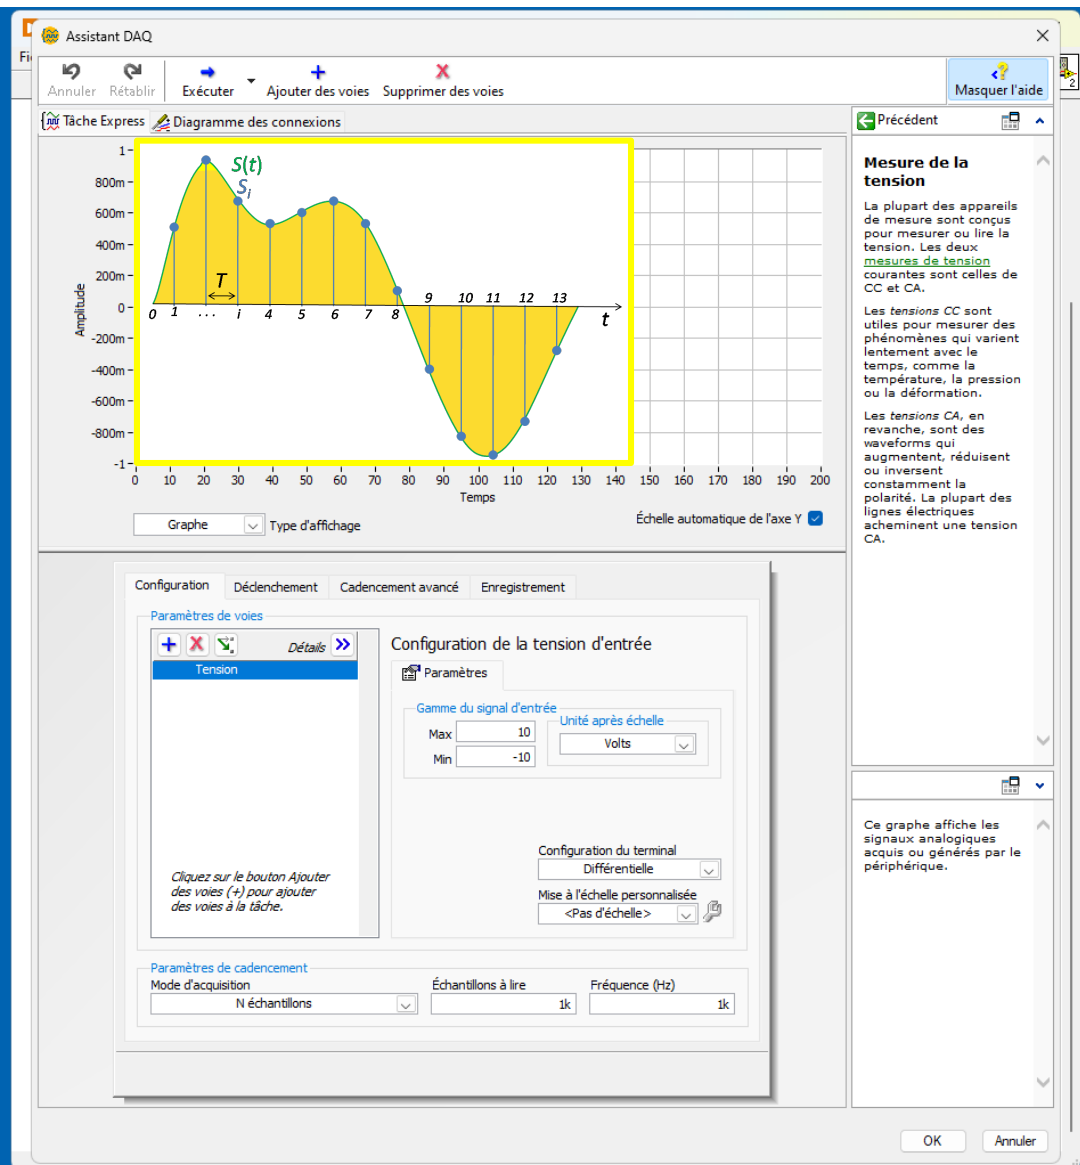 Assistant DAQ
Annuler Rétablir Exécuter Ajouter des voies Supprimer des voies Masquer l'aide
Tâche Express Diagramme des connexions
Précédent
2
1
800m
600m
400m
200m
0
-200m
-400m
-600m
-800m
-1
Amplitude
S(t)
Si
T
0 1 ... i 4 5 6 7 8 9 10 11 12 13
t
0 10 20 30 40 50 60 70 80 90 100 110 120 130 140 150 160 170 180 190 200
Temps
Graphe Type d'affichage
Échelle automatique de l'axe Y
Mesure de la
tension
La plupart des appareils
de mesure sont conçus
pour mesurer ou lire la
tension. Les deux
mesures de tension
courantes sont celles de
CC et CA.
Les tensions CC sont
utiles pour mesurer des
phénomènes qui varient
lentement avec le
temps, comme la
température, la pression
ou la déformation.
Les tensions CA, en
revanche, sont des
waveforms qui
augmentent, réduisent
ou inversent
constamment la
polarité. La plupart des
lignes électriques
acheminent une tension
CA.
Configuration Déclenchement Cadencement avancé Enregistrement
Paramètres de voies
Détails
Tension
Cliquez sur le bouton Ajouter
des voies (+) pour ajouter
des voies à la tâche.
Configuration de la tension d'entrée
Paramètres
Gamme du signal d'entrée
Max 10
Min -10
Unité après échelle
Volts
Configuration du terminal
Différentielle
Mise à l'échelle personnalisée
<Pas d'échelle>
Paramètres de cadencement
Mode d'acquisition Échantillons à lire Fréquence (Hz)
N échantillons 1k 1k
Ce graphe affiche les
signaux analogiques
acquis ou générés par le
périphérique.
OK Annuler